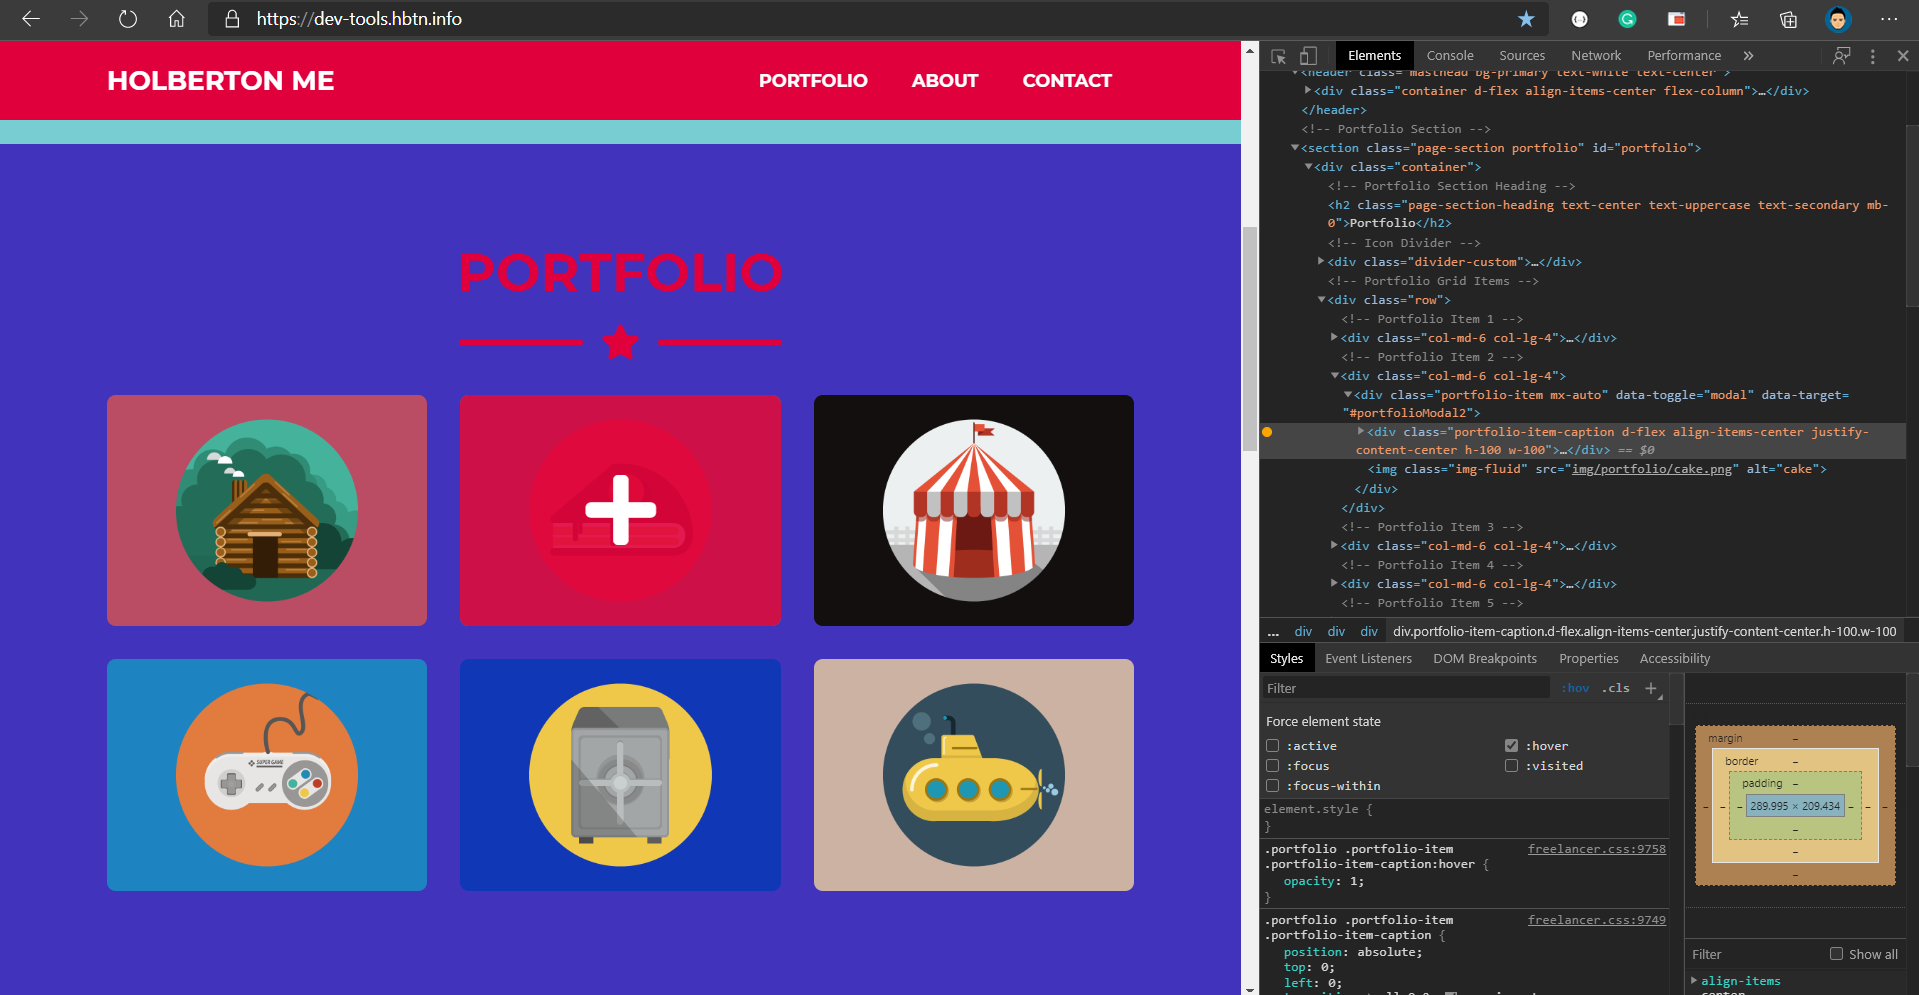 https://dev-tools.hbtn.info
HOLBERTON ME
PORTFOLIO
ABOUT
CONTACT
PORTFOLIO
SUPER GAME
Elements
Console
Sources
Network
Performance
<header class="masthead bg-primary text-white text-center">
<div class="container d-flex align-items-center flex-column">…</div>
</header>
<!-- Portfolio Section -->
<section class="page-section portfolio" id="portfolio">
<div class="container">
<!-- Portfolio Section Heading -->
<h2 class="page-section-heading text-center text-uppercase text-secondary mb-
0">Portfolio</h2>
<!-- Icon Divider -->
<div class="divider-custom">…</div>
<!-- Portfolio Grid Items -->
<div class="row">
<!-- Portfolio Item 1 -->
<div class="col-md-6 col-lg-4">…</div>
<!-- Portfolio Item 2 -->
<div class="col-md-6 col-lg-4">
<div class="portfolio-item mx-auto" data-toggle="modal" data-target=
"#portfolioModal2">
<div class="portfolio-item-caption d-flex align-items-center justify-
content-center h-100 w-100">…</div> == $0
<img class="img-fluid" src="img/portfolio/cake.png" alt="cake">
</div>
</div>
<!-- Portfolio Item 3 -->
<div class="col-md-6 col-lg-4">…</div>
<!-- Portfolio Item 4 -->
<div class="col-md-6 col-lg-4">…</div>
<!-- Portfolio Item 5 -->
... div div div div.portfolio-item-caption.d-flex.align-items-center.justify-content-center.h-100.w-100
Styles
Event Listeners
DOM Breakpoints
Properties
Accessibility
Filter
:hov .cls +
Force element state
:active
:hover
:focus
:visited
:focus-within
element.style {
}
.portfolio .portfolio-item
freelancer.css:9758
.portfolio-item-caption:hover {
opacity: 1;
}
.portfolio .portfolio-item
freelancer.css:9749
.portfolio-item-caption {
position: absolute;
top: 0;
left: 0;
margin –
border –
padding –
– – – 289.995 × 209.434 – – –
–
–
–
Filter
Show all
align-items
center